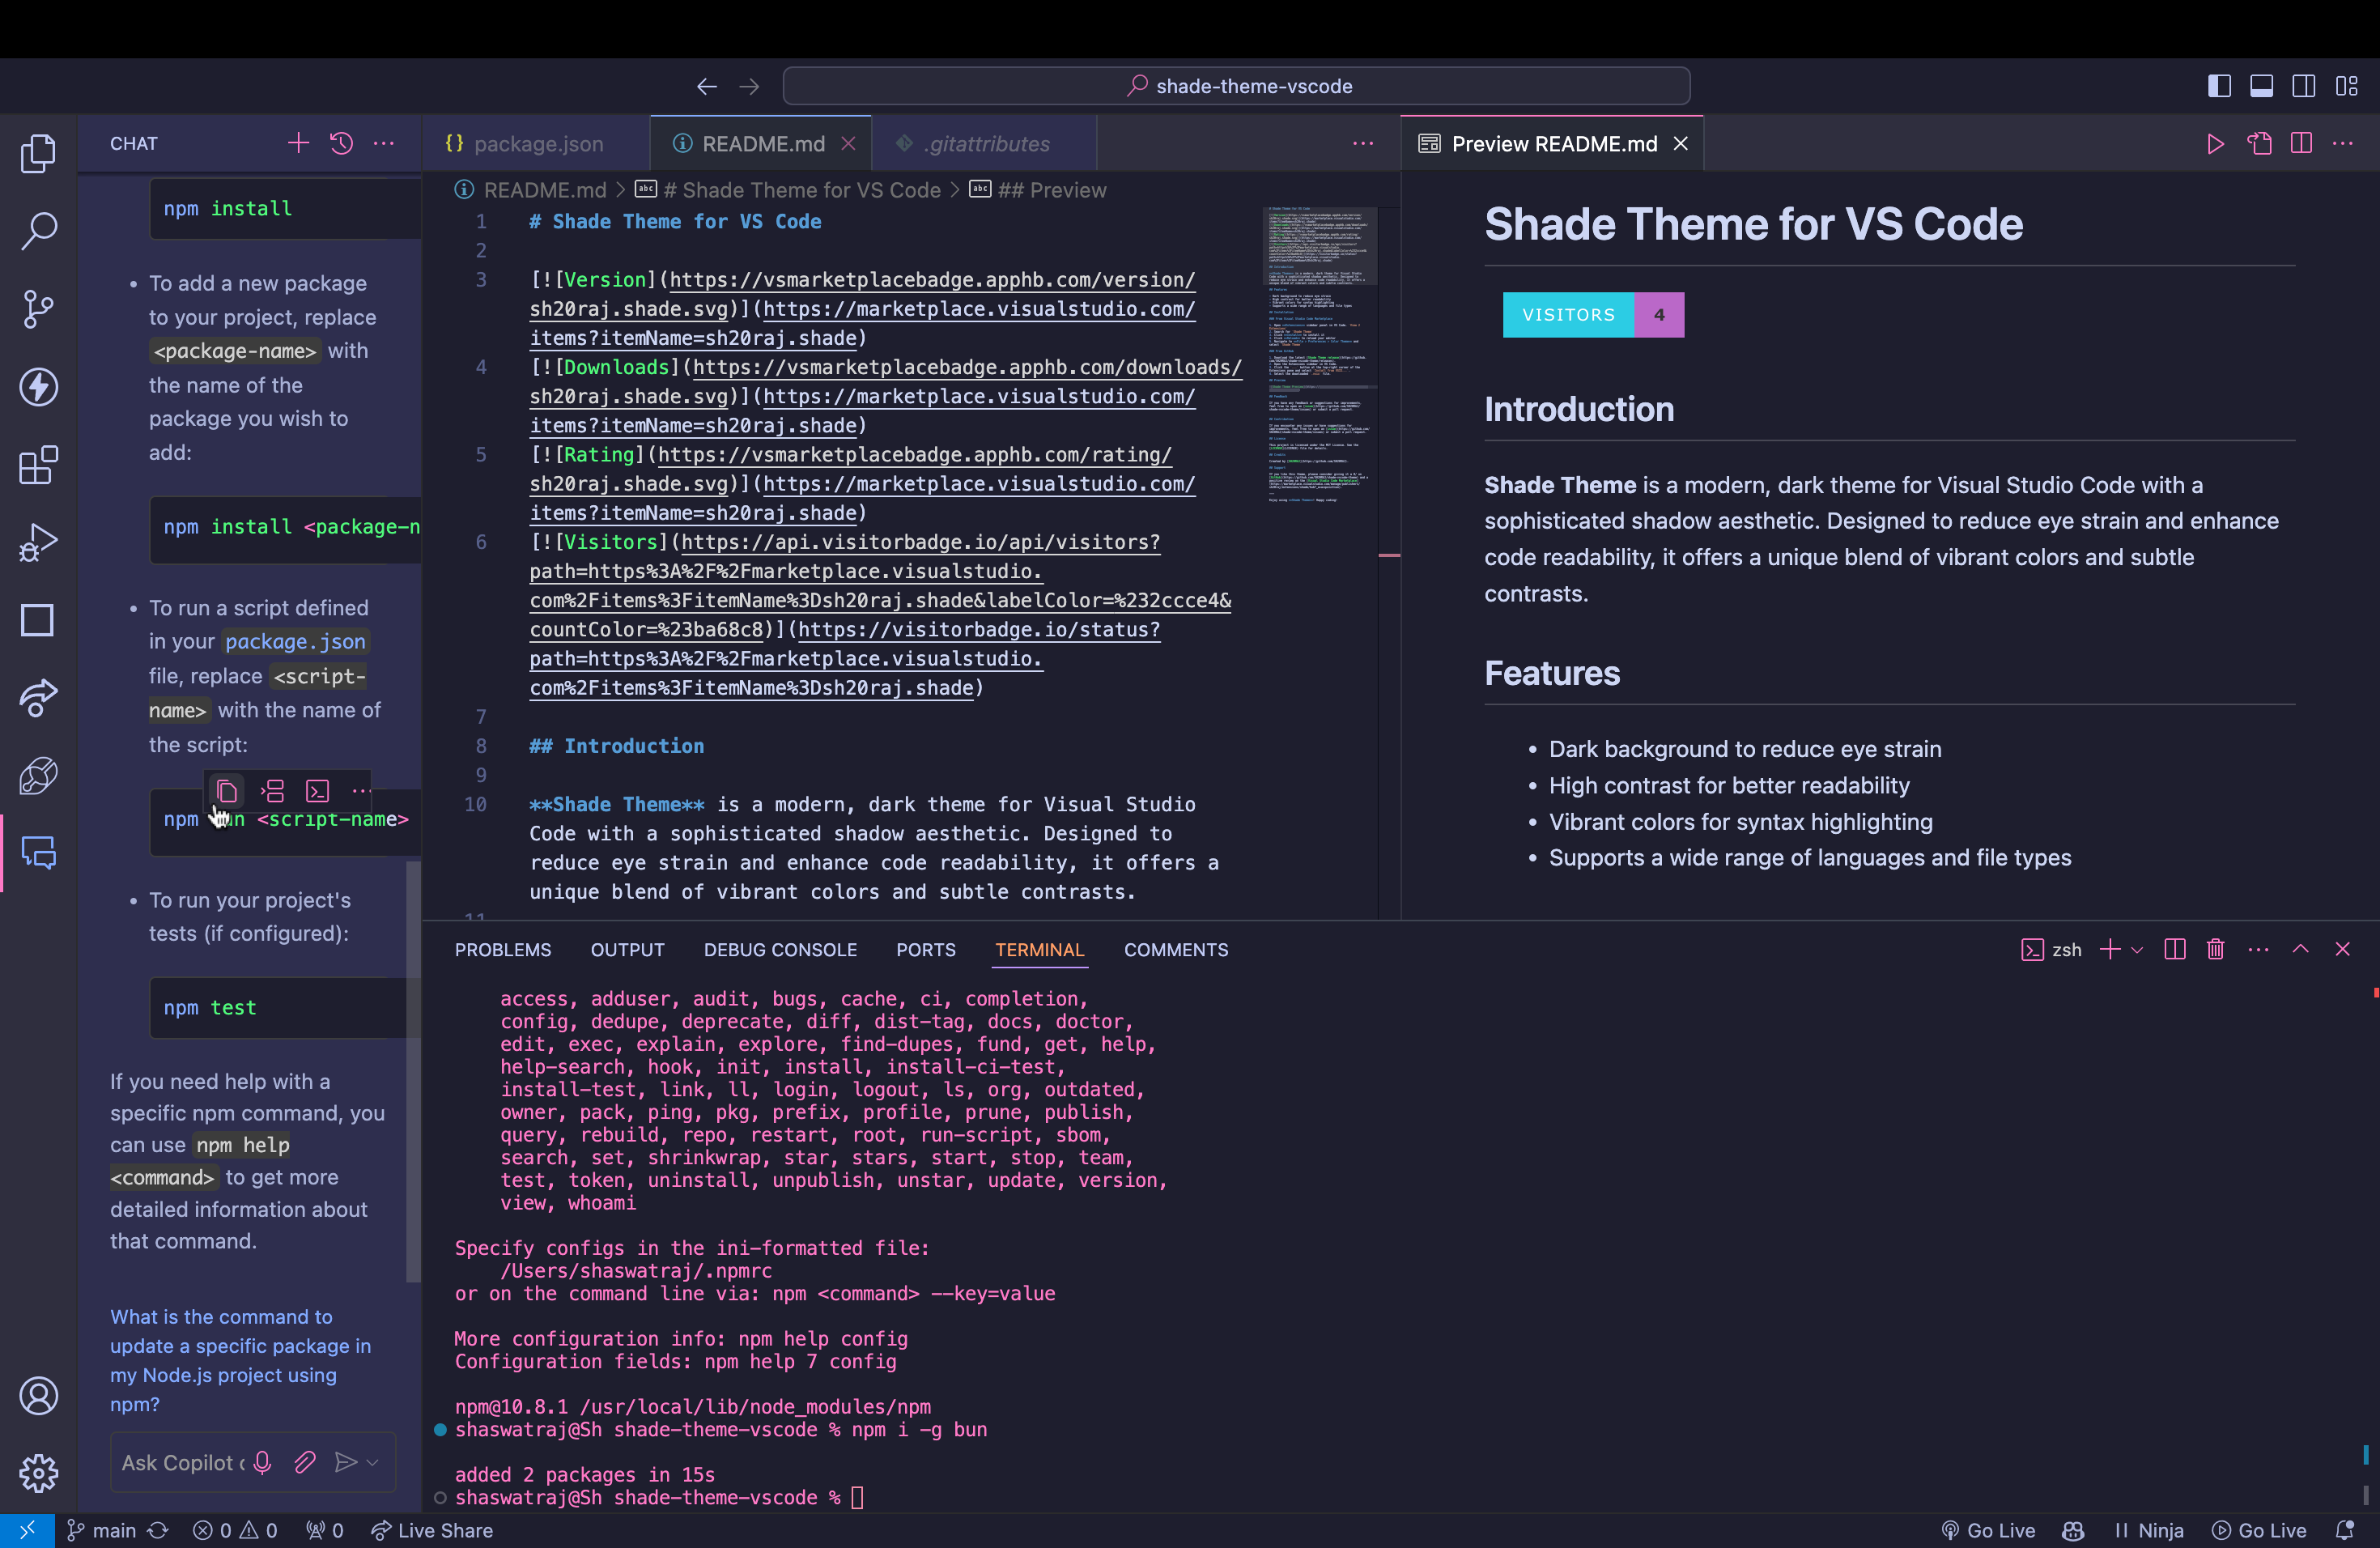 shade-theme-vscode
CHAT
npm install
• To add a new package
to your project, replace
<package-name> with
the name of the
package you wish to
add:
npm install <package-n
• To run a script defined
in your package.json
file, replace <script-
name> with the name of
the script:
npm run <script-name>
• To run your project's
tests (if configured):
npm test
If you need help with a
specific npm command, you
can use npm help
<command> to get more
detailed information about
that command.
What is the command to
update a specific package in
my Node.js project using
npm?
Ask Copilot
{} package.json
README.md
.gitattributes
README.md > # Shade Theme for VS Code > ## Preview
1 # Shade Theme for VS Code
2
3 [![Version](https://vsmarketplacebadge.apphb.com/version/
sh20raj.shade.svg)](https://marketplace.visualstudio.com/
items?itemName=sh20raj.shade)
4 [![Downloads](https://vsmarketplacebadge.apphb.com/downloads/
sh20raj.shade.svg)](https://marketplace.visualstudio.com/
items?itemName=sh20raj.shade)
5 [![Rating](https://vsmarketplacebadge.apphb.com/rating/
sh20raj.shade.svg)](https://marketplace.visualstudio.com/
items?itemName=sh20raj.shade)
6 [![Visitors](https://api.visitorbadge.io/api/visitors?
path=https%3A%2F%2Fmarketplace.visualstudio.
com%2Fitems%3FitemName%3Dsh20raj.shade&labelColor=%232ccce4&
countColor=%23ba68c8)](https://visitorbadge.io/status?
path=https%3A%2F%2Fmarketplace.visualstudio.
com%2Fitems%3FitemName%3Dsh20raj.shade)
7
8 ## Introduction
9
10 **Shade Theme** is a modern, dark theme for Visual Studio
Code with a sophisticated shadow aesthetic. Designed to
reduce eye strain and enhance code readability, it offers a
unique blend of vibrant colors and subtle contrasts.
11
Preview README.md
Shade Theme for VS Code
VISITORS 4
Introduction
Shade Theme is a modern, dark theme for Visual Studio Code with a
sophisticated shadow aesthetic. Designed to reduce eye strain and enhance
code readability, it offers a unique blend of vibrant colors and subtle
contrasts.
Features
• Dark background to reduce eye strain
• High contrast for better readability
• Vibrant colors for syntax highlighting
• Supports a wide range of languages and file types
PROBLEMS OUTPUT DEBUG CONSOLE PORTS TERMINAL COMMENTS
zsh
access, adduser, audit, bugs, cache, ci, completion,
config, dedupe, deprecate, diff, dist-tag, docs, doctor,
edit, exec, explain, explore, find-dupes, fund, get, help,
help-search, hook, init, install, install-ci-test,
install-test, link, ll, login, logout, ls, org, outdated,
owner, pack, ping, pkg, prefix, profile, prune, publish,
query, rebuild, repo, restart, root, run-script, sbom,
search, set, shrinkwrap, star, stars, start, stop, team,
test, token, uninstall, unpublish, unstar, update, version,
view, whoami
Specify configs in the ini-formatted file:
/Users/shaswatraj/.npmrc
or on the command line via: npm <command> --key=value
More configuration info: npm help config
Configuration fields: npm help 7 config
npm@10.8.1 /usr/local/lib/node_modules/npm
shaswatraj@Sh shade-theme-vscode % npm i -g bun
added 2 packages in 15s
shaswatraj@Sh shade-theme-vscode %
main 0 0 0 Live Share
Go Live Ninja Go Live